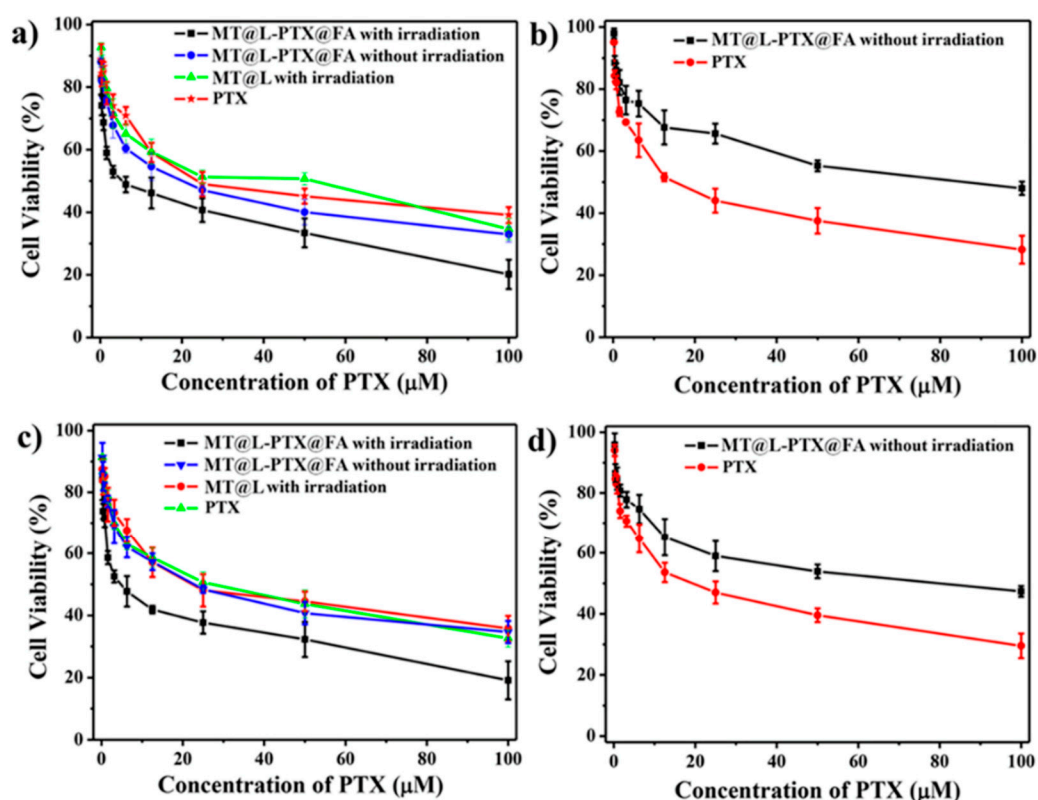 a)
100
80
60
40
20
0
Cell Viability (%)
MT@L-PTX@FA with irradiation
MT@L-PTX@FA without irradiation
MT@L with irradiation
PTX
0 20 40 60 80 100
Concentration of PTX (μM)
b)
100
80
60
40
20
0
Cell Viability (%)
MT@L-PTX@FA without irradiation
PTX
0 20 40 60 80 100
Concentration of PTX (μM)
c)
100
80
60
40
20
0
Cell Viability (%)
MT@L-PTX@FA with irradiation
MT@L-PTX@FA without irradiation
MT@L with irradiation
PTX
0 20 40 60 80 100
Concentration of PTX (μM)
d)
100
80
60
40
20
0
Cell Viability (%)
MT@L-PTX@FA without irradiation
PTX
0 20 40 60 80 100
Concentration of PTX (μM)